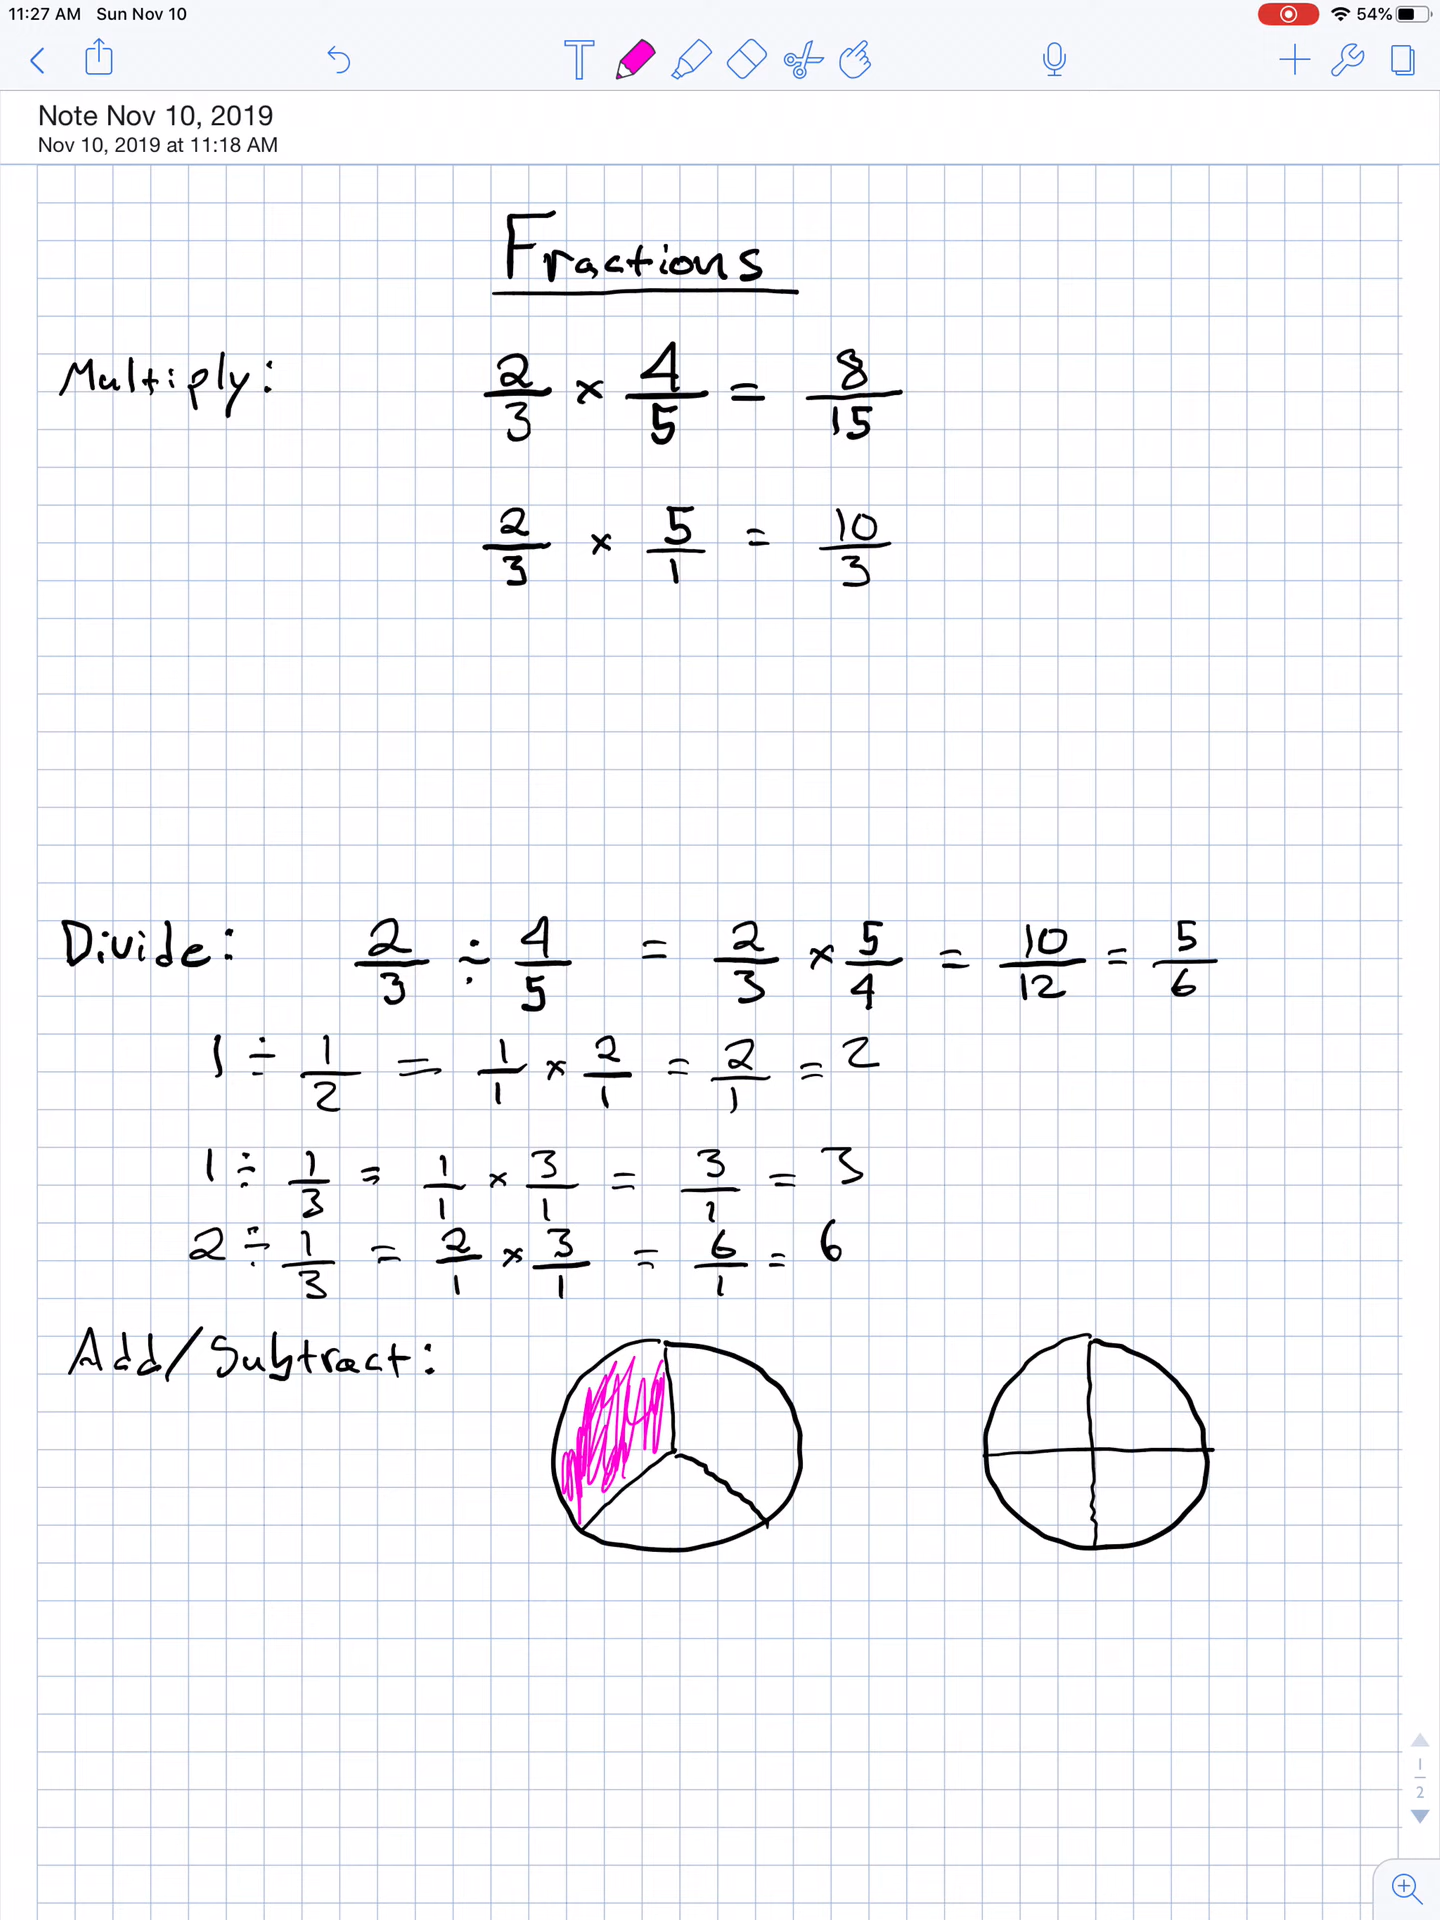 11:27 AM Sun Nov 10 54%
Note Nov 10, 2019
Nov 10, 2019 at 11:18 AM
Fractions
Multiply: 2/3 × 4/5 = 8/15
2/3 × 5/1 = 10/3
Divide: 2/3 ÷ 4/5 = 2/3 × 5/4 = 10/12 = 5/6
1 ÷ 1/2 = 1/1 × 2/1 = 2/1 = 2
1 ÷ 1/3 = 1/1 × 3/1 = 3/1 = 3
2 ÷ 1/3 = 2/1 × 3/1 = 6/1 = 6
Add/Subtract:
1/2